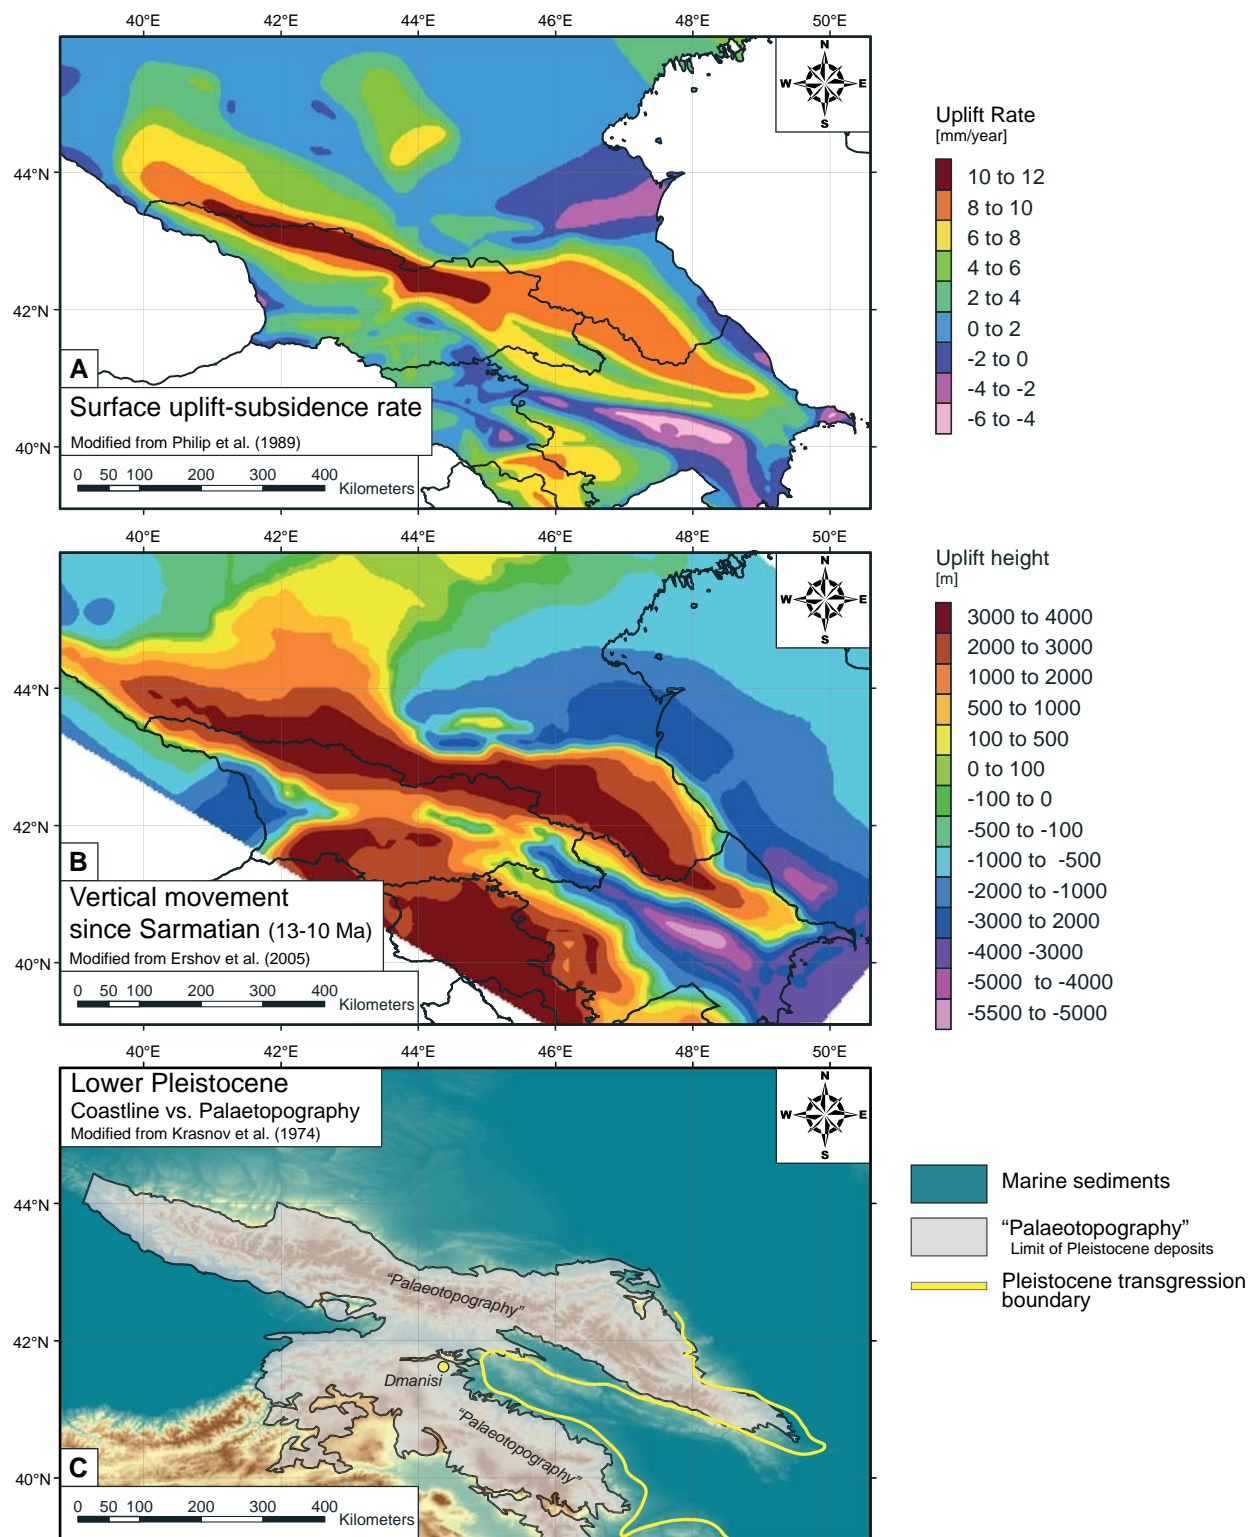 40°E 42°E 44°E 46°E 48°E 50°E
N
W E
S
44°N
42°N
40°N
A
Surface uplift-subsidence rate
Modified from Philip et al. (1989)
0 50 100 200 300 400
Kilometers
Uplift Rate
[mm/year]
10 to 12
8 to 10
6 to 8
4 to 6
2 to 4
0 to 2
-2 to 0
-4 to -2
-6 to -4
40°E 42°E 44°E 46°E 48°E 50°E
N
W E
S
44°N
42°N
40°N
B
Vertical movement
since Sarmatian (13-10 Ma)
Modified from Ershov et al. (2005)
0 50 100 200 300 400
Kilometers
Uplift height
[m]
3000 to 4000
2000 to 3000
1000 to 2000
500 to 1000
100 to 500
0 to 100
-100 to 0
-500 to -100
-1000 to -500
-2000 to -1000
-3000 to 2000
-4000 -3000
-5000 to -4000
-5500 to -5000
40°E 42°E 44°E 46°E 48°E 50°E
Lower Pleistocene
Coastline vs. Palaetopography
Modified from Krasnov et al. (1974)
N
W E
S
44°N
42°N
40°N
"Palaeotopography"
Dmanisi
"Palaeotopography"
C
0 50 100 200 300 400
Kilometers
Marine sediments
"Palaeotopography"
Limit of Pleistocene deposits
Pleistocene transgression
boundary